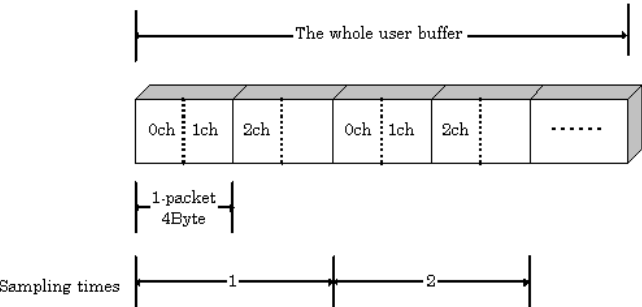 The whole user buffer
0ch 1ch 2ch 0ch 1ch 2ch ······
1-packet
4Byte
Sampling times 1 2